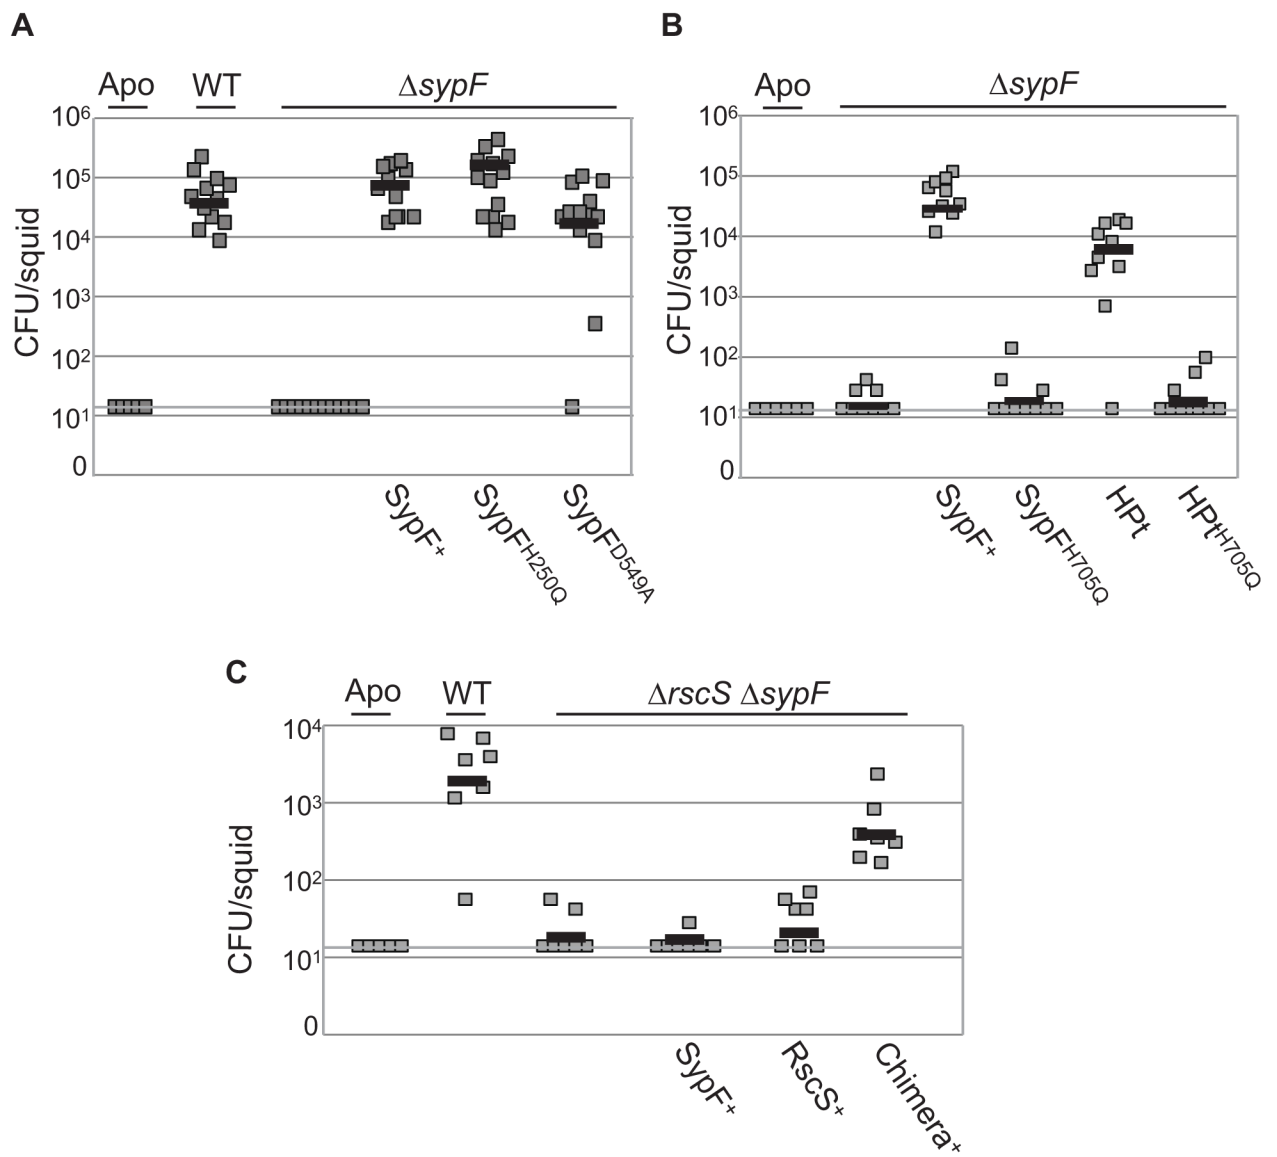 A
Apo WT ΔsypF
10⁶
10⁵
10⁴
10³
10²
10¹
0
CFU/squid
SypF⁺ SypFH250Q SypFD549A
B
Apo ΔsypF
10⁶
10⁵
10⁴
10³
10²
10¹
0
CFU/squid
SypF⁺ SypFH705Q HPt HPtH705Q
C
Apo WT ΔrscS ΔsypF
10⁴
10³
10²
10¹
0
CFU/squid
SypF⁺ RscS⁺ Chimera⁺